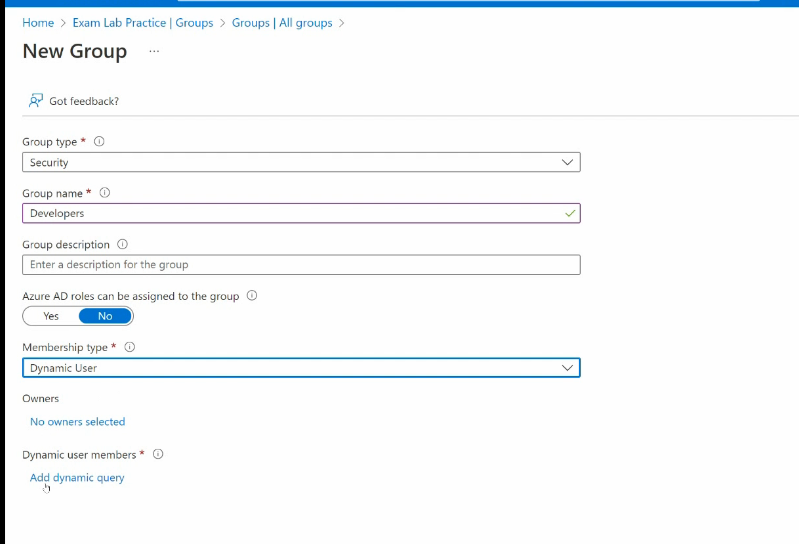 Home > Exam Lab Practice | Groups > Groups | All groups >
New Group ...
Got feedback?
Group type *
Security
Group name *
Developers
Group description
Enter a description for the group
Azure AD roles can be assigned to the group
Yes No
Membership type *
Dynamic User
Owners
No owners selected
Dynamic user members *
Add dynamic query